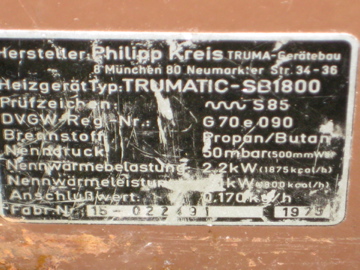 Hersteller: Philipp Kreis TRUMA-Gerätebau
8 München 80 Neumarkter Str. 34-36
Heizgerät Typ: TRUMATIC-SB1800
Prüfzeichen: S85
DVGW-Reg-Nr.: G70e090
Brennstoff Propan/Butan
Nenndruck 50mbar (500mmWS
Nennwärmebelastung 2,2kW (1875kcal/h)
Nennwärmeleistung kW
Anschlußwert: 0,170kg/h
Fabr.Nr. 1979